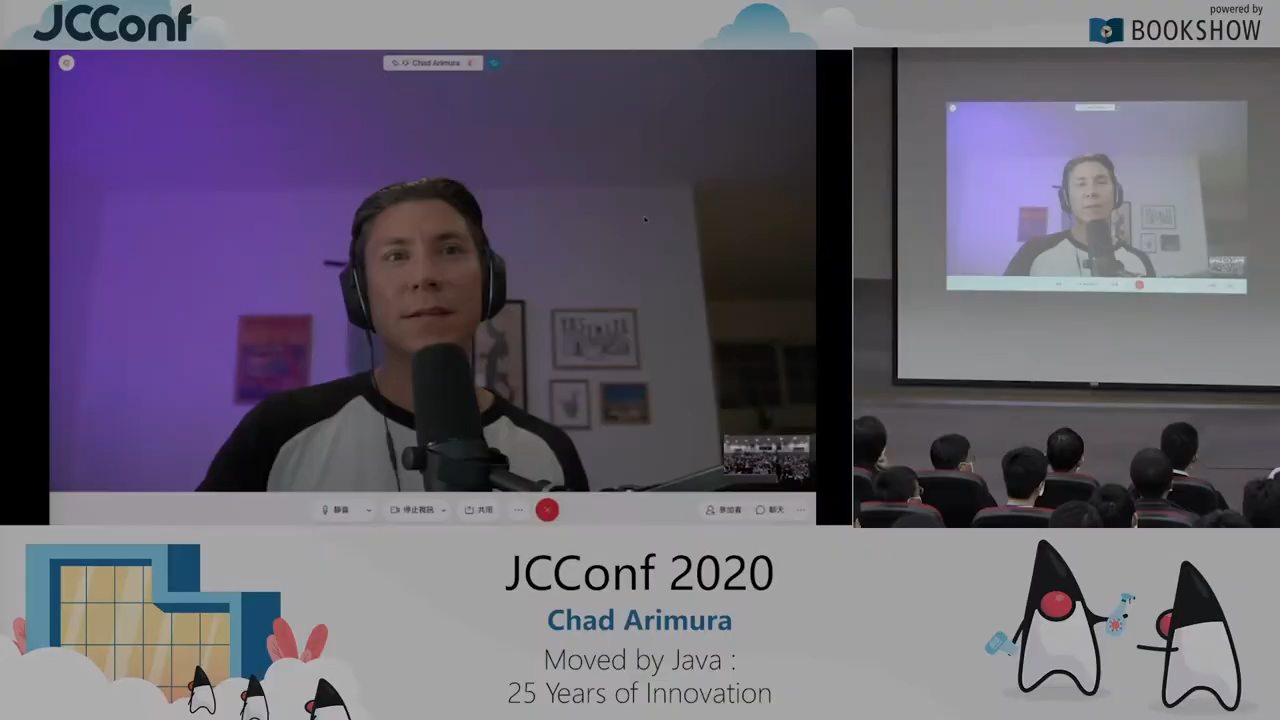 JCConf
powered by
BOOKSHOW
Chad Arimura
靜音
停止視訊
共用
參加者
聊天
JCConf 2020
Chad Arimura
Moved by Java :
25 Years of Innovation